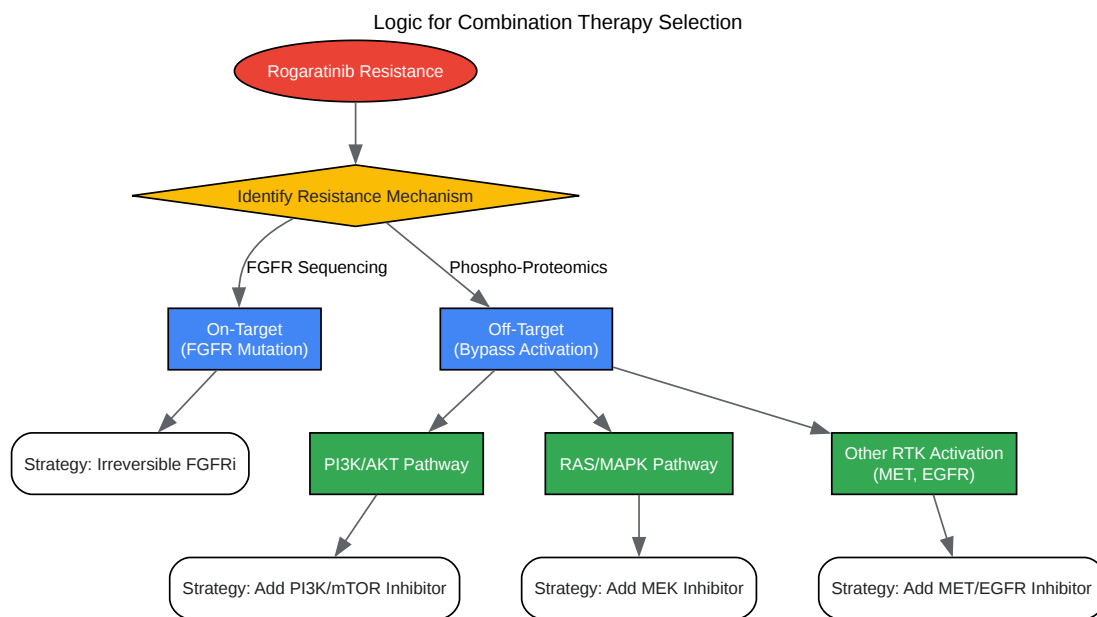 Logic for Combination Therapy Selection
Rogaratinib Resistance
Identify Resistance Mechanism
FGFR Sequencing
Phospho-Proteomics
On-Target
(FGFR Mutation)
Off-Target
(Bypass Activation)
Strategy: Irreversible FGFRi
PI3K/AKT Pathway
RAS/MAPK Pathway
Other RTK Activation
(MET, EGFR)
Strategy: Add PI3K/mTOR Inhibitor
Strategy: Add MEK Inhibitor
Strategy: Add MET/EGFR Inhibitor